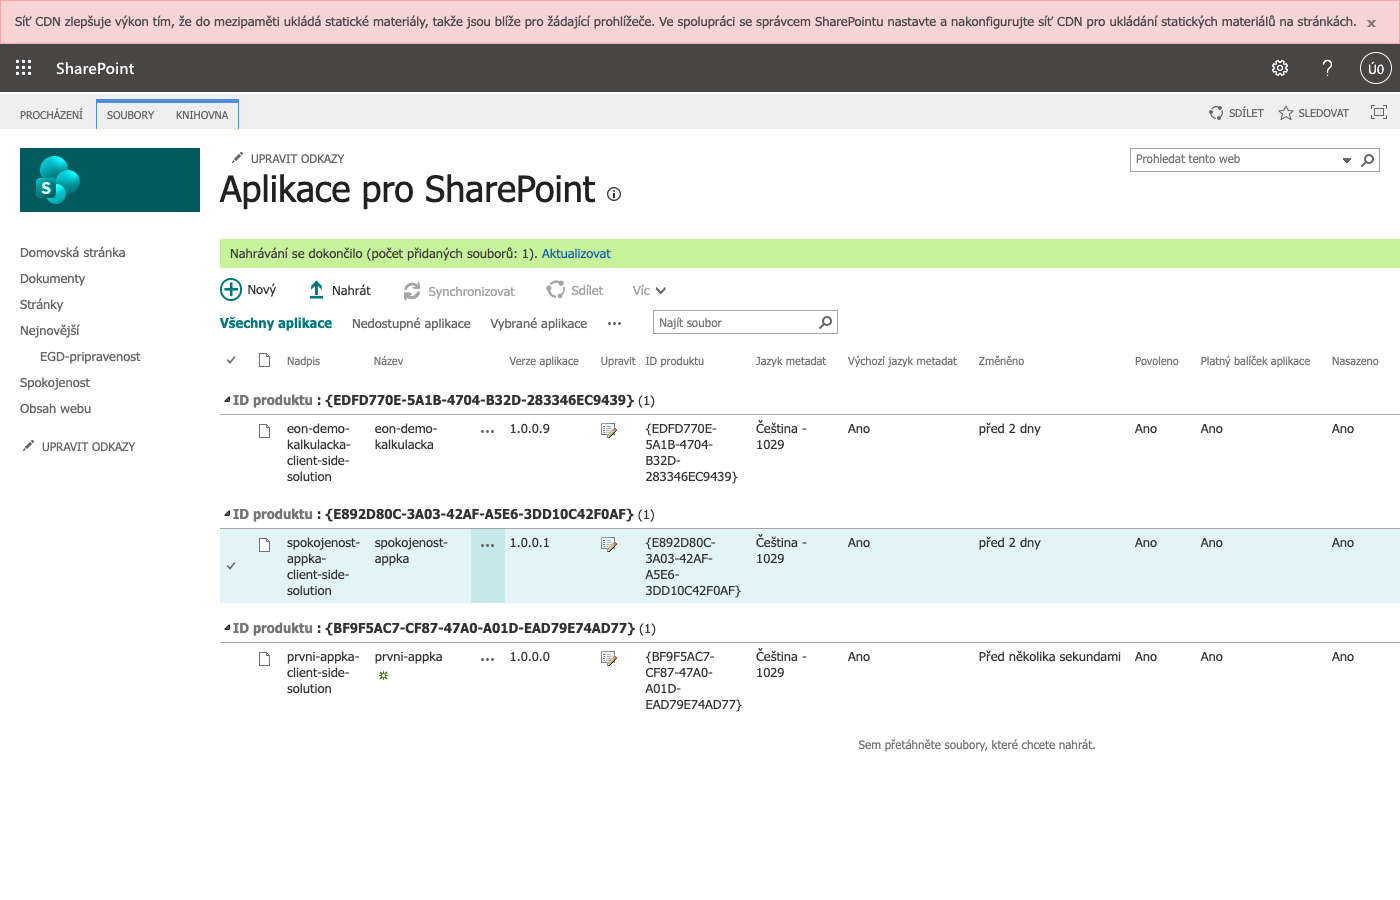 Síť CDN zlepšuje výkon tím, že do mezipaměti ukládá statické materiály, takže jsou blíže pro žádající prohlížeče. Ve spolupráci se správcem SharePointu nastavte a nakonfigurujte síť CDN pro ukládání statických materiálů na stránkách. x
SharePoint ? Ú0
PROCHÁZENÍ SOUBORY KNIHOVNA SDÍLET SLEDOVAT
UPRAVIT ODKAZY Prohledat tento web
S Aplikace pro SharePoint
Domovská stránka
Dokumenty
Stránky
Nejnovější
EGD-pripravenost
Spokojenost
Obsah webu
UPRAVIT ODKAZY
Nahrávání se dokončilo (počet přidaných souborů: 1). Aktualizovat
Nový Nahrát Synchronizovat Sdílet Víc
Všechny aplikace Nedostupné aplikace Vybrané aplikace ••• Najít soubor
Nadpis Název Verze aplikace Upravit ID produktu Jazyk metadat Výchozí jazyk metadat Změněno Povoleno Platný balíček aplikace Nasazeno
ID produktu : {EDFD770E-5A1B-4704-B32D-283346EC9439} (1)
eon-demo- eon-demo- ••• 1.0.0.9 {EDFD770E- Čeština - Ano před 2 dny Ano Ano Ano
kalkulacka- kalkulacka 5A1B-4704- 1029
client-side- B32D-
solution 283346EC9439}
ID produktu : {E892D80C-3A03-42AF-A5E6-3DD10C42F0AF} (1)
spokojenost- spokojenost- ••• 1.0.0.1 {E892D80C- Čeština - Ano před 2 dny Ano Ano Ano
appka- appka 3A03-42AF- 1029
client-side- A5E6-
solution 3DD10C42F0AF}
ID produktu : {BF9F5AC7-CF87-47A0-A01D-EAD79E74AD77} (1)
prvni-appka- prvni-appka ••• 1.0.0.0 {BF9F5AC7- Čeština - Ano Před několika sekundami Ano Ano Ano
client-side- CF87-47A0- 1029
solution A01D-
EAD79E74AD77}
Sem přetáhněte soubory, které chcete nahrát.